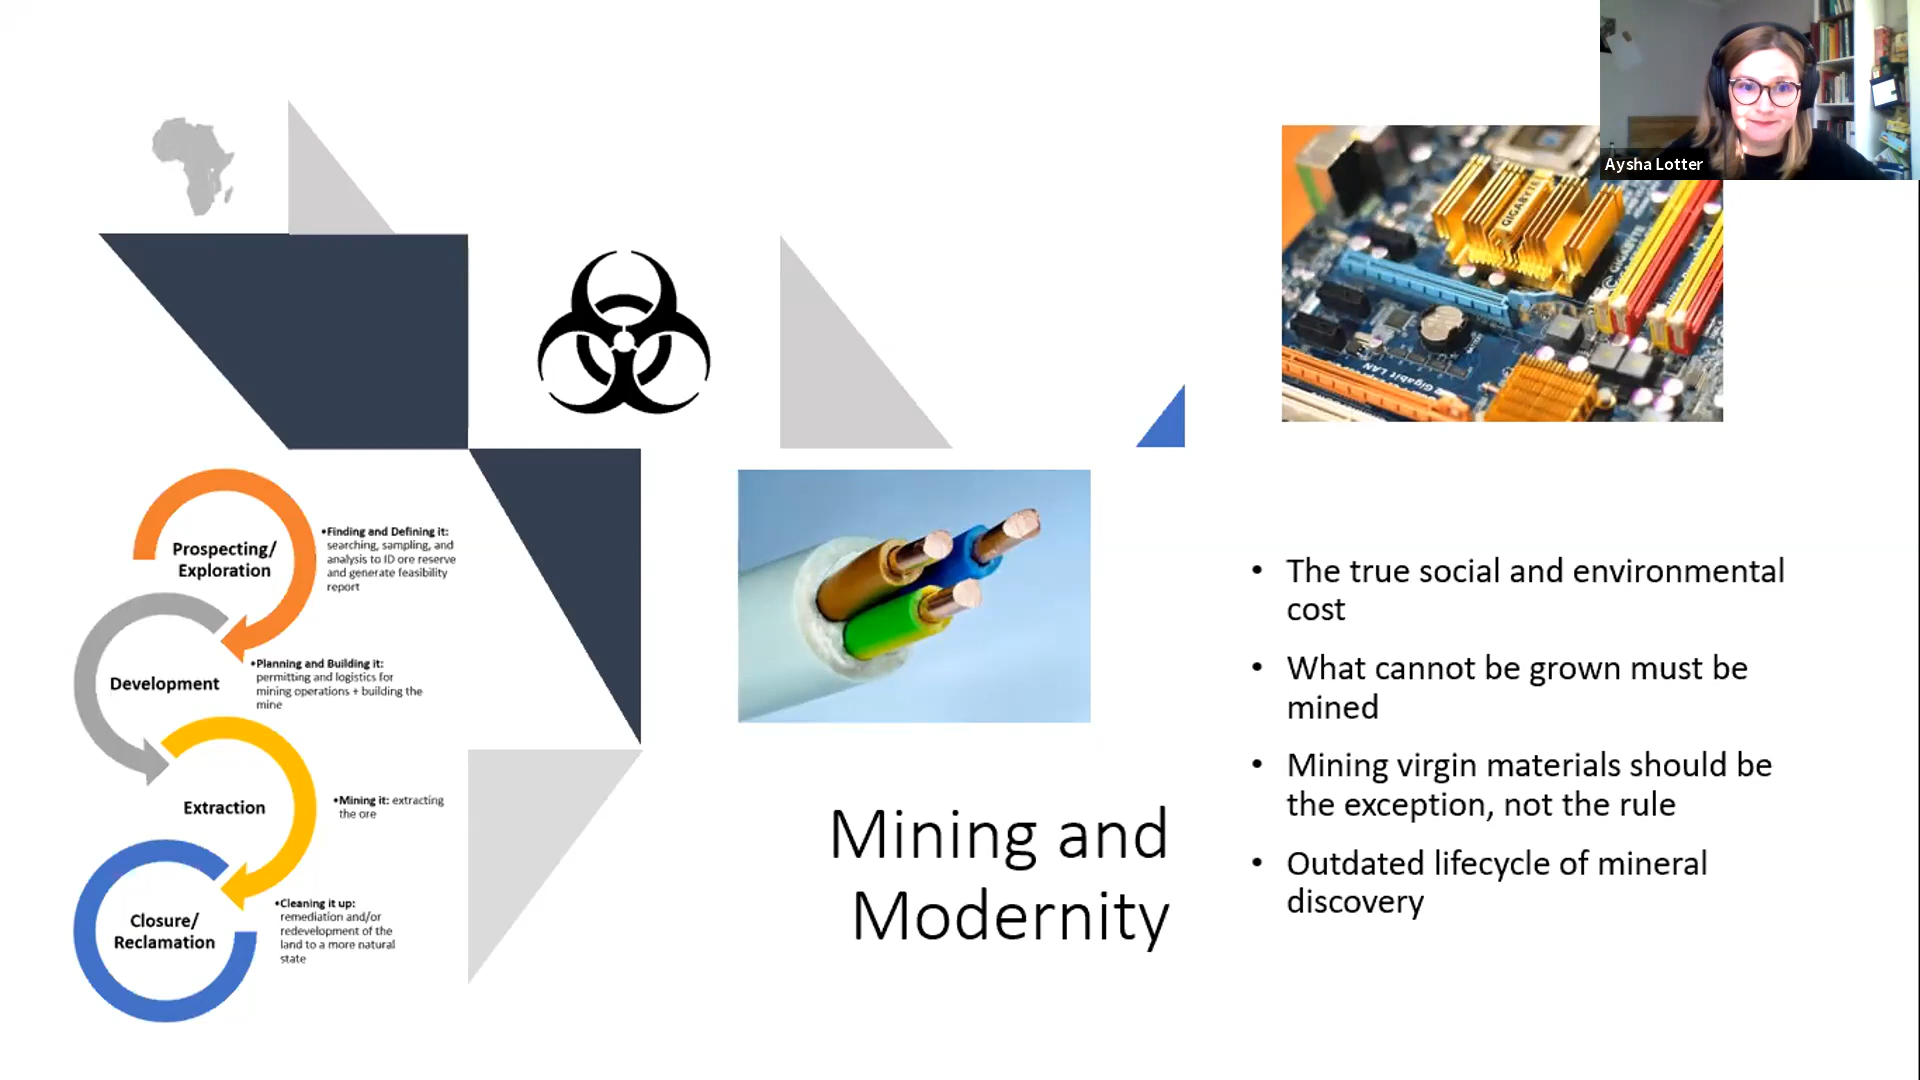 Aysha Lotter
GIGABYTE
GIGABYTE
Gigabit LAN
Prospecting/
Exploration
•Finding and Defining it:
searching, sampling, and
analysis to ID ore reserve
and generate feasibility
report
Development
•Planning and Building it:
permitting and logistics for
mining operations + building the
mine
Extraction
•Mining it: extracting
the ore
Closure/
Reclamation
•Cleaning it up:
remediation and/or
redevelopment of the
land to a more natural
state
Mining and
Modernity
• The true social and environmental
cost
• What cannot be grown must be
mined
• Mining virgin materials should be
the exception, not the rule
• Outdated lifecycle of mineral
discovery